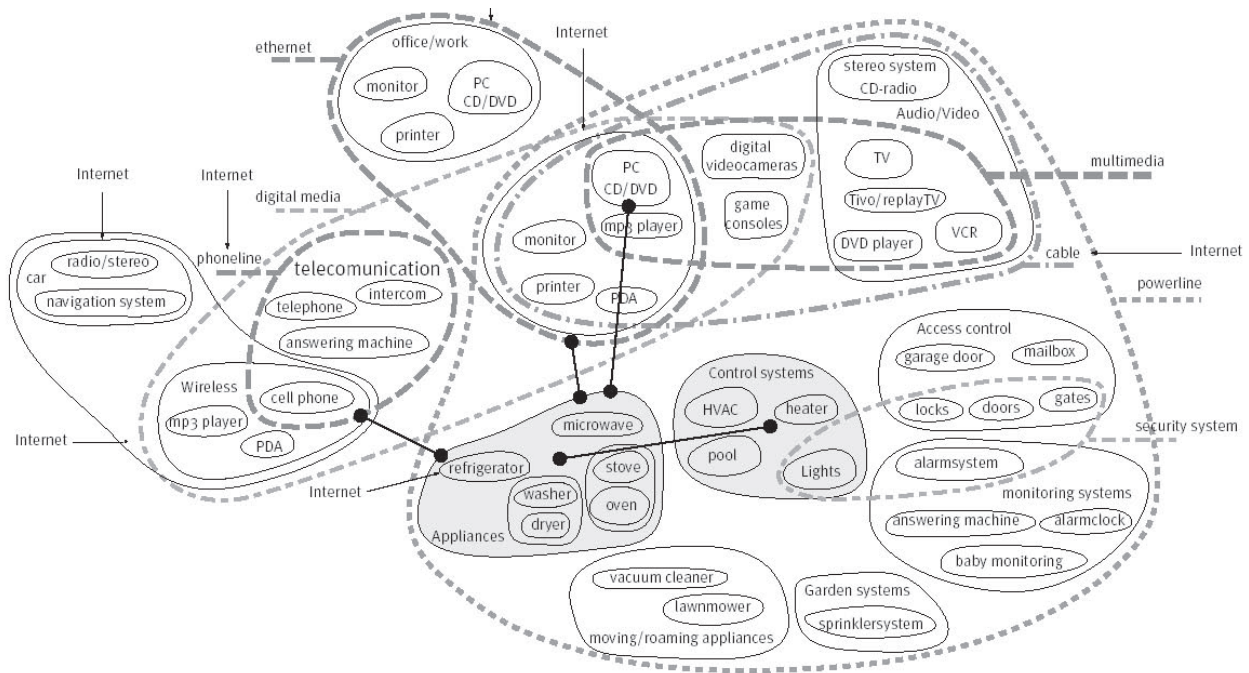 ethernet
office/work
monitor
PC
CD/DVD
printer
Internet
stereo system
CD-radio
Audio/Video
TV
Tivo/replayTV
DVD player
VCR
multimedia
cable
Internet
powerline
digital
videocameras
game
consoles
PC
CD/DVD
mp3 player
monitor
printer
PDA
Internet
Internet
digital media
radio/stereo
car
navigation system
phoneline
telecomunication
telephone
intercom
answering machine
Wireless
cell phone
mp3 player
PDA
Internet
Access control
garage door
mailbox
locks
doors
gates
security system
Control systems
HVAC
heater
pool
Lights
microwave
refrigerator
Internet
stove
washer
oven
dryer
Appliances
alarmsystem
monitoring systems
answering machine
alarmclock
baby monitoring
vacuum cleaner
lawnmower
moving/roaming appliances
Garden systems
sprinklersystem